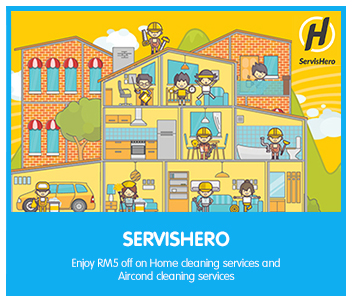 ServisHero
SERVISHERO
Enjoy RM5 off on Home cleaning services and
Aircond cleaning services